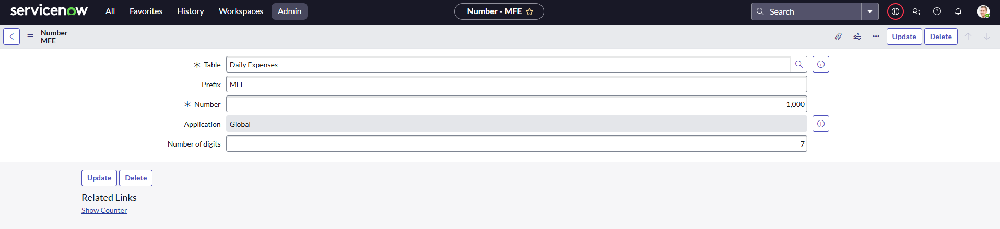 servicenow All Favorites History Workspaces Admin Number - MFE Search
Number
MFE
Update Delete
Table Daily Expenses
Prefix MFE
Number 1,000
Application Global
Number of digits 7
Update Delete
Related Links
Show Counter